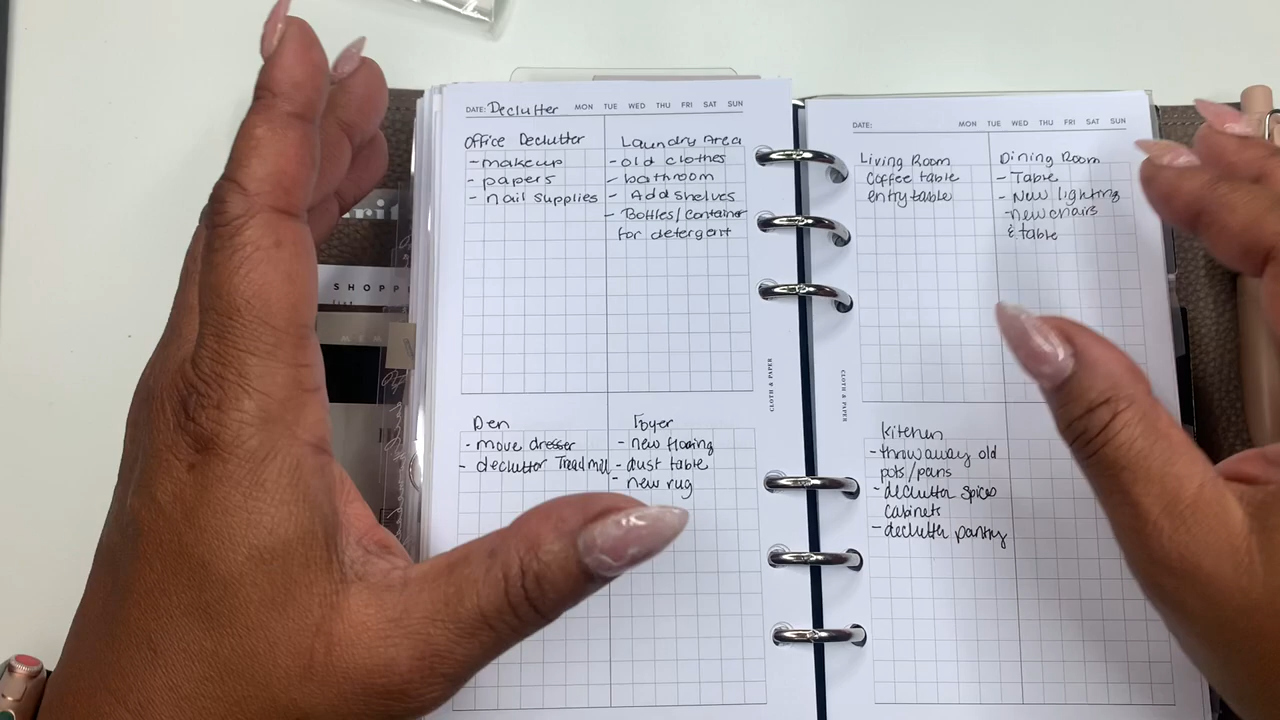 DATE: Declutter MON TUE WED THU FRI SAT SUN
Office Declutter
- makeup
- papers
- nail supplies
Laundry Area
- old clothes
- bathroom
- Add shelves
- Bottles/container
for detergent
Den
- move dresser
- declutter Treadmill
Foyer
- new flooing
- dust table
- new rug
CLOTH & PAPER
DATE: MON TUE WED THU FRI SAT SUN
Living Room
Coffee table
entry table
Dining Room
- Table
- New lighting
- new chairs
& table
Kitchen
- throw away old
pots/pans
- declutter spices
cabinets
- declutter pantry
CLOTH & PAPER
SHOPP